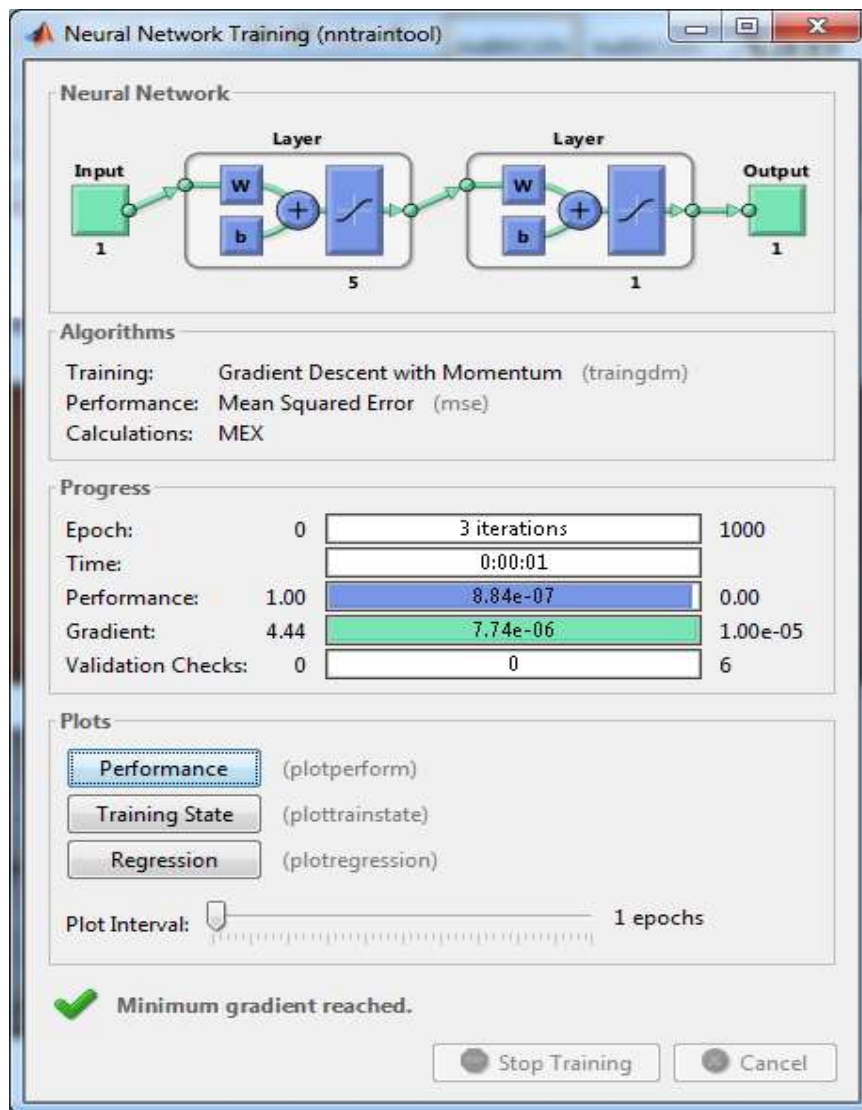 Neural Network Training (nntraintool)
Neural Network
Layer Layer
Input Output
W W
+ +
b b
1 1
5 1
Algorithms
Training: Gradient Descent with Momentum (traingdm)
Performance: Mean Squared Error (mse)
Calculations: MEX
Progress
Epoch: 0 3 iterations 1000
Time: 0:00:01
Performance: 1.00 8.84e-07 0.00
Gradient: 4.44 7.74e-06 1.00e-05
Validation Checks: 0 0 6
Plots
Performance (plotperform)
Training State (plottrainstate)
Regression (plotregression)
Plot Interval: 1 epochs
Minimum gradient reached.
Stop Training Cancel